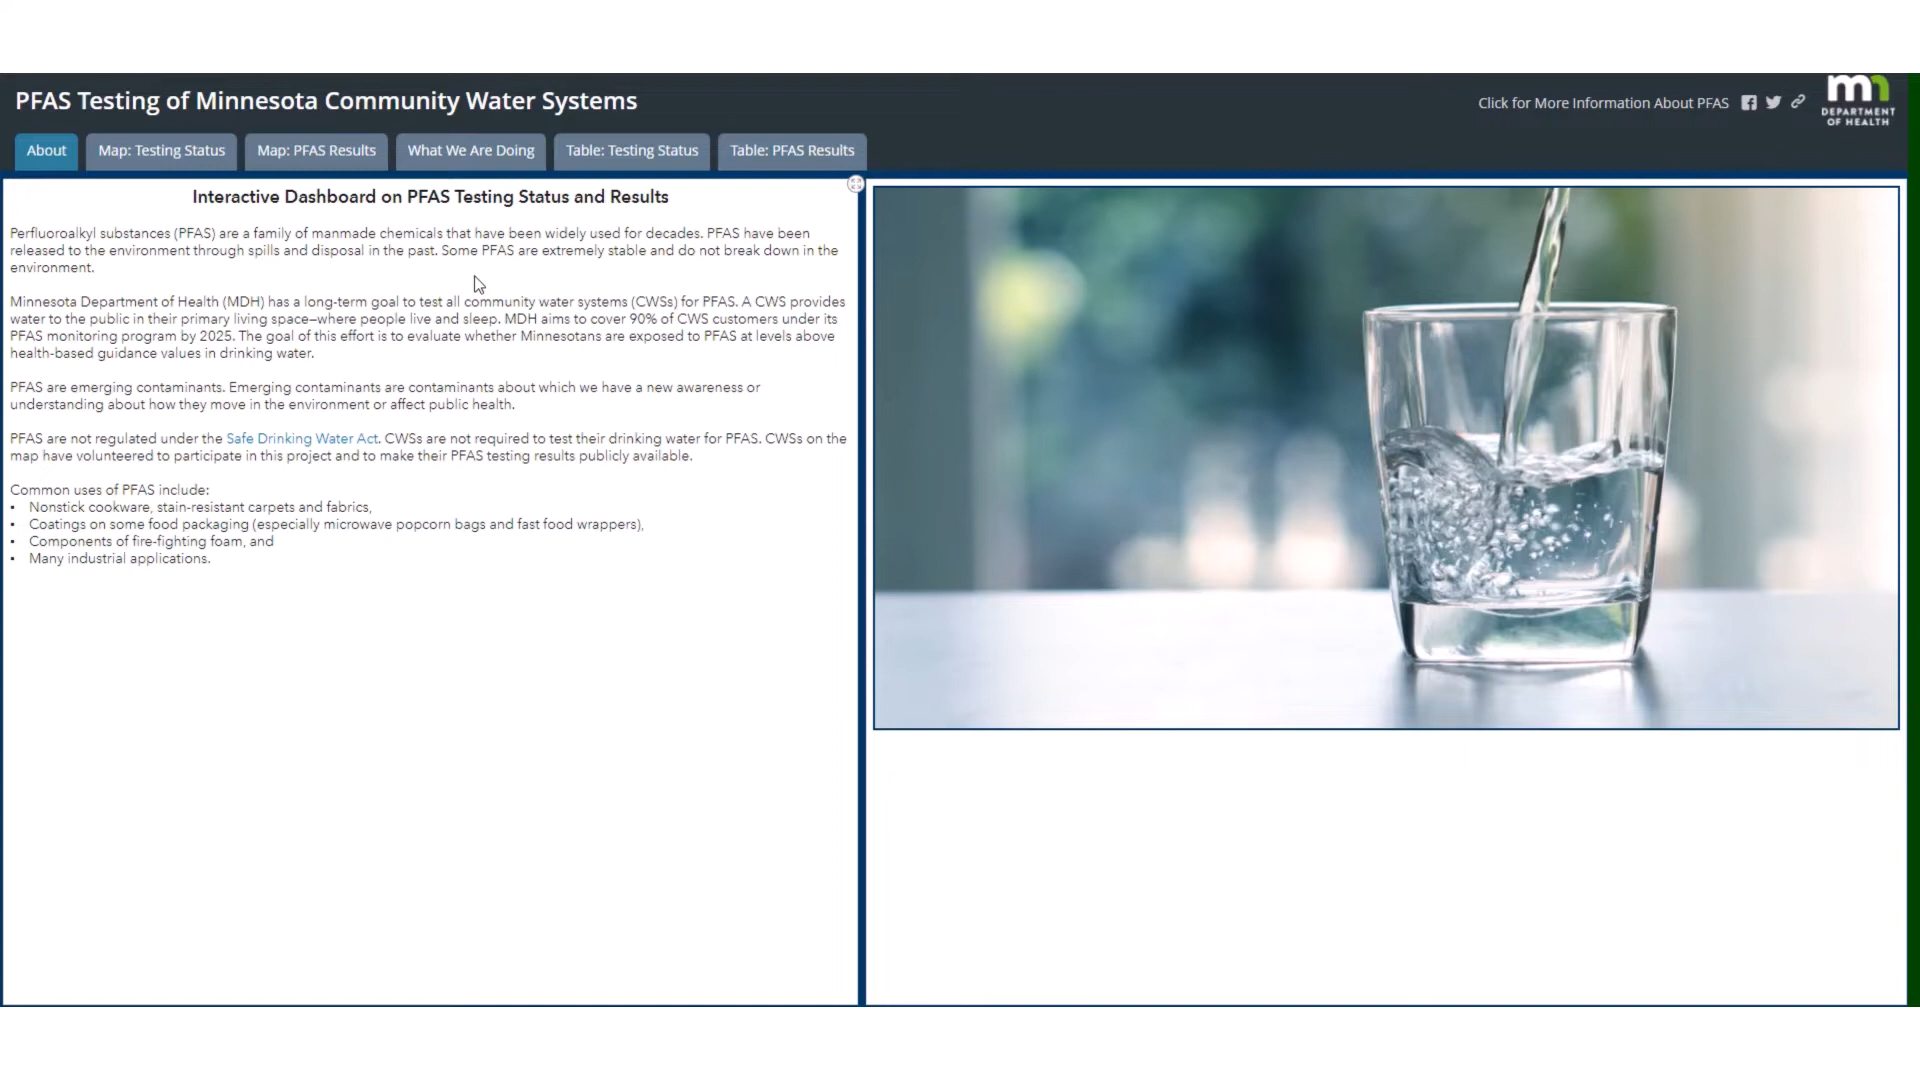 PFAS Testing of Minnesota Community Water Systems
Click for More Information About PFAS
mn
DEPARTMENT
OF HEALTH
About
Map: Testing Status
Map: PFAS Results
What We Are Doing
Table: Testing Status
Table: PFAS Results
Interactive Dashboard on PFAS Testing Status and Results
Perfluoroalkyl substances (PFAS) are a family of manmade chemicals that have been widely used for decades. PFAS have been
released to the environment through spills and disposal in the past. Some PFAS are extremely stable and do not break down in the
environment.
Minnesota Department of Health (MDH) has a long-term goal to test all community water systems (CWSs) for PFAS. A CWS provides
water to the public in their primary living space—where people live and sleep. MDH aims to cover 90% of CWS customers under its
PFAS monitoring program by 2025. The goal of this effort is to evaluate whether Minnesotans are exposed to PFAS at levels above
health-based guidance values in drinking water.
PFAS are emerging contaminants. Emerging contaminants are contaminants about which we have a new awareness or
understanding about how they move in the environment or affect public health.
PFAS are not regulated under the Safe Drinking Water Act. CWSs are not required to test their drinking water for PFAS. CWSs on the
map have volunteered to participate in this project and to make their PFAS testing results publicly available.
Common uses of PFAS include:
• Nonstick cookware, stain-resistant carpets and fabrics,
• Coatings on some food packaging (especially microwave popcorn bags and fast food wrappers),
• Components of fire-fighting foam, and
• Many industrial applications.